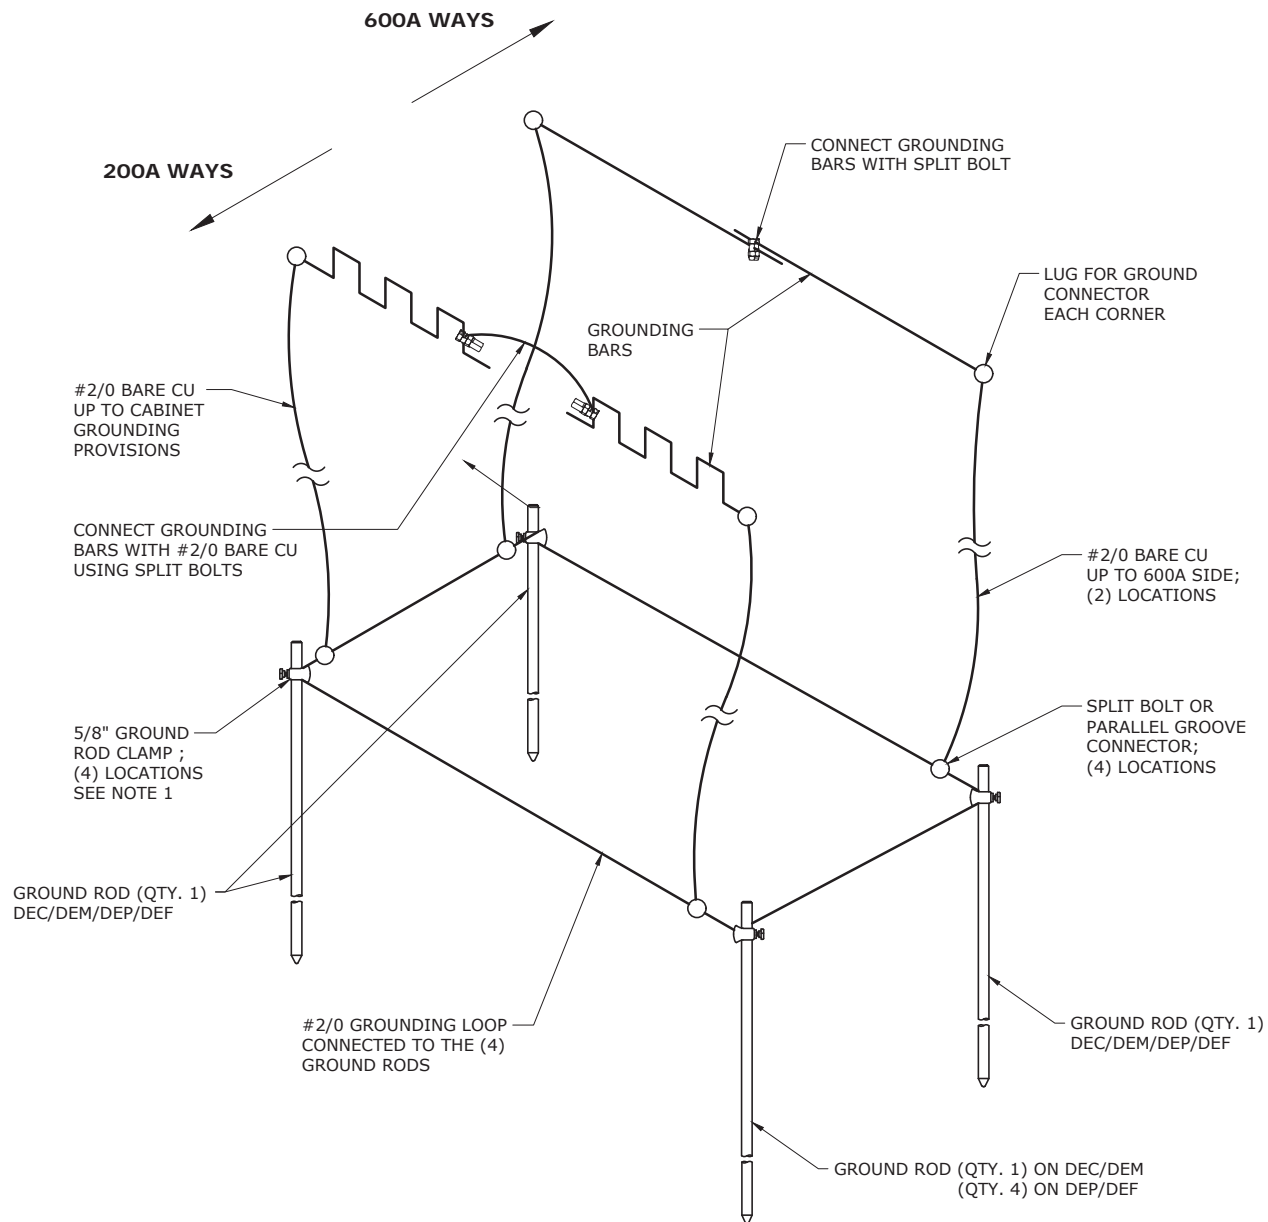 600A WAYS
200A WAYS
CONNECT GROUNDING
BARS WITH SPLIT BOLT
LUG FOR GROUND
CONNECTOR
EACH CORNER
GROUNDING
BARS
#2/0 BARE CU
UP TO CABINET
GROUNDING
PROVISIONS
CONNECT GROUNDING
BARS WITH #2/0 BARE CU
USING SPLIT BOLTS
#2/0 BARE CU
UP TO 600A SIDE;
(2) LOCATIONS
5/8" GROUND
ROD CLAMP ;
(4) LOCATIONS
SEE NOTE 1
SPLIT BOLT OR
PARALLEL GROOVE
CONNECTOR;
(4) LOCATIONS
GROUND ROD (QTY. 1)
DEC/DEM/DEP/DEF
#2/0 GROUNDING LOOP
CONNECTED TO THE (4)
GROUND RODS
GROUND ROD (QTY. 1)
DEC/DEM/DEP/DEF
GROUND ROD (QTY. 1) ON DEC/DEM
(QTY. 4) ON DEP/DEF